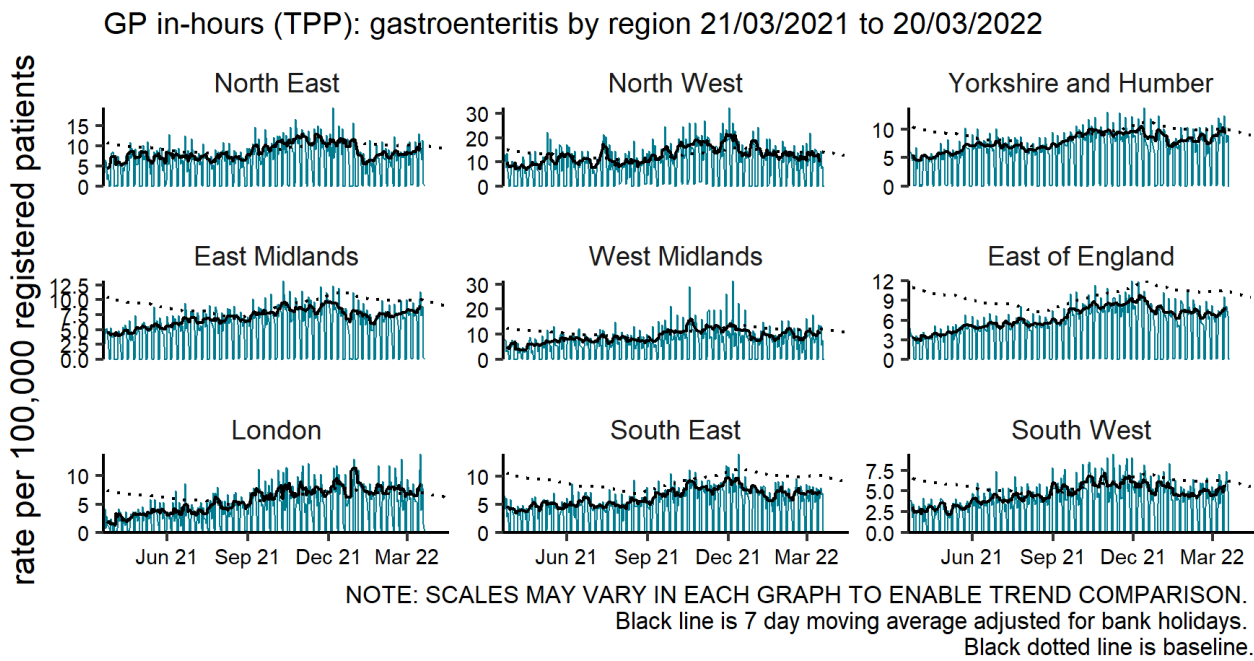 GP in-hours (TPP): gastroenteritis by region 21/03/2021 to 20/03/2022
rate per 100,000 registered patients
North East
North West
Yorkshire and Humber
15
10
5
0
30
20
10
0
10
5
0
East Midlands
West Midlands
East of England
12.5
10.0
7.5
5.0
2.5
0.0
30
20
10
0
12
9
6
3
0
London
South East
South West
10
5
0
10
5
0
7.5
5.0
2.5
0.0
Jun 21 Sep 21 Dec 21 Mar 22
Jun 21 Sep 21 Dec 21 Mar 22
Jun 21 Sep 21 Dec 21 Mar 22
NOTE: SCALES MAY VARY IN EACH GRAPH TO ENABLE TREND COMPARISON.
Black line is 7 day moving average adjusted for bank holidays.
Black dotted line is baseline.